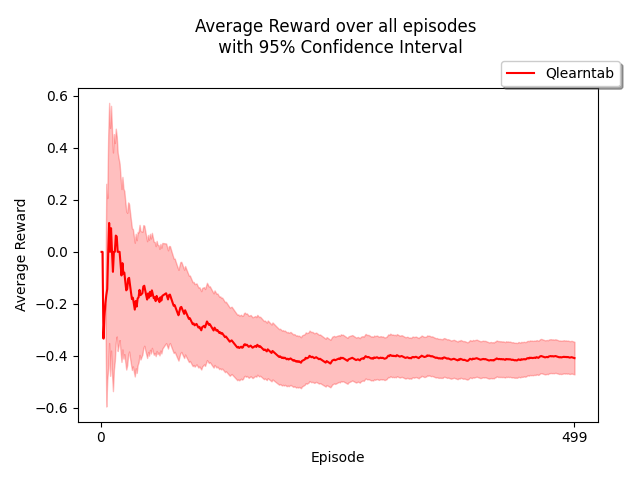 Average Reward over all episodes
with 95% Confidence Interval
Qlearntab
0.6
0.4
0.2
0.0
−0.2
−0.4
−0.6
Average Reward
0
499
Episode